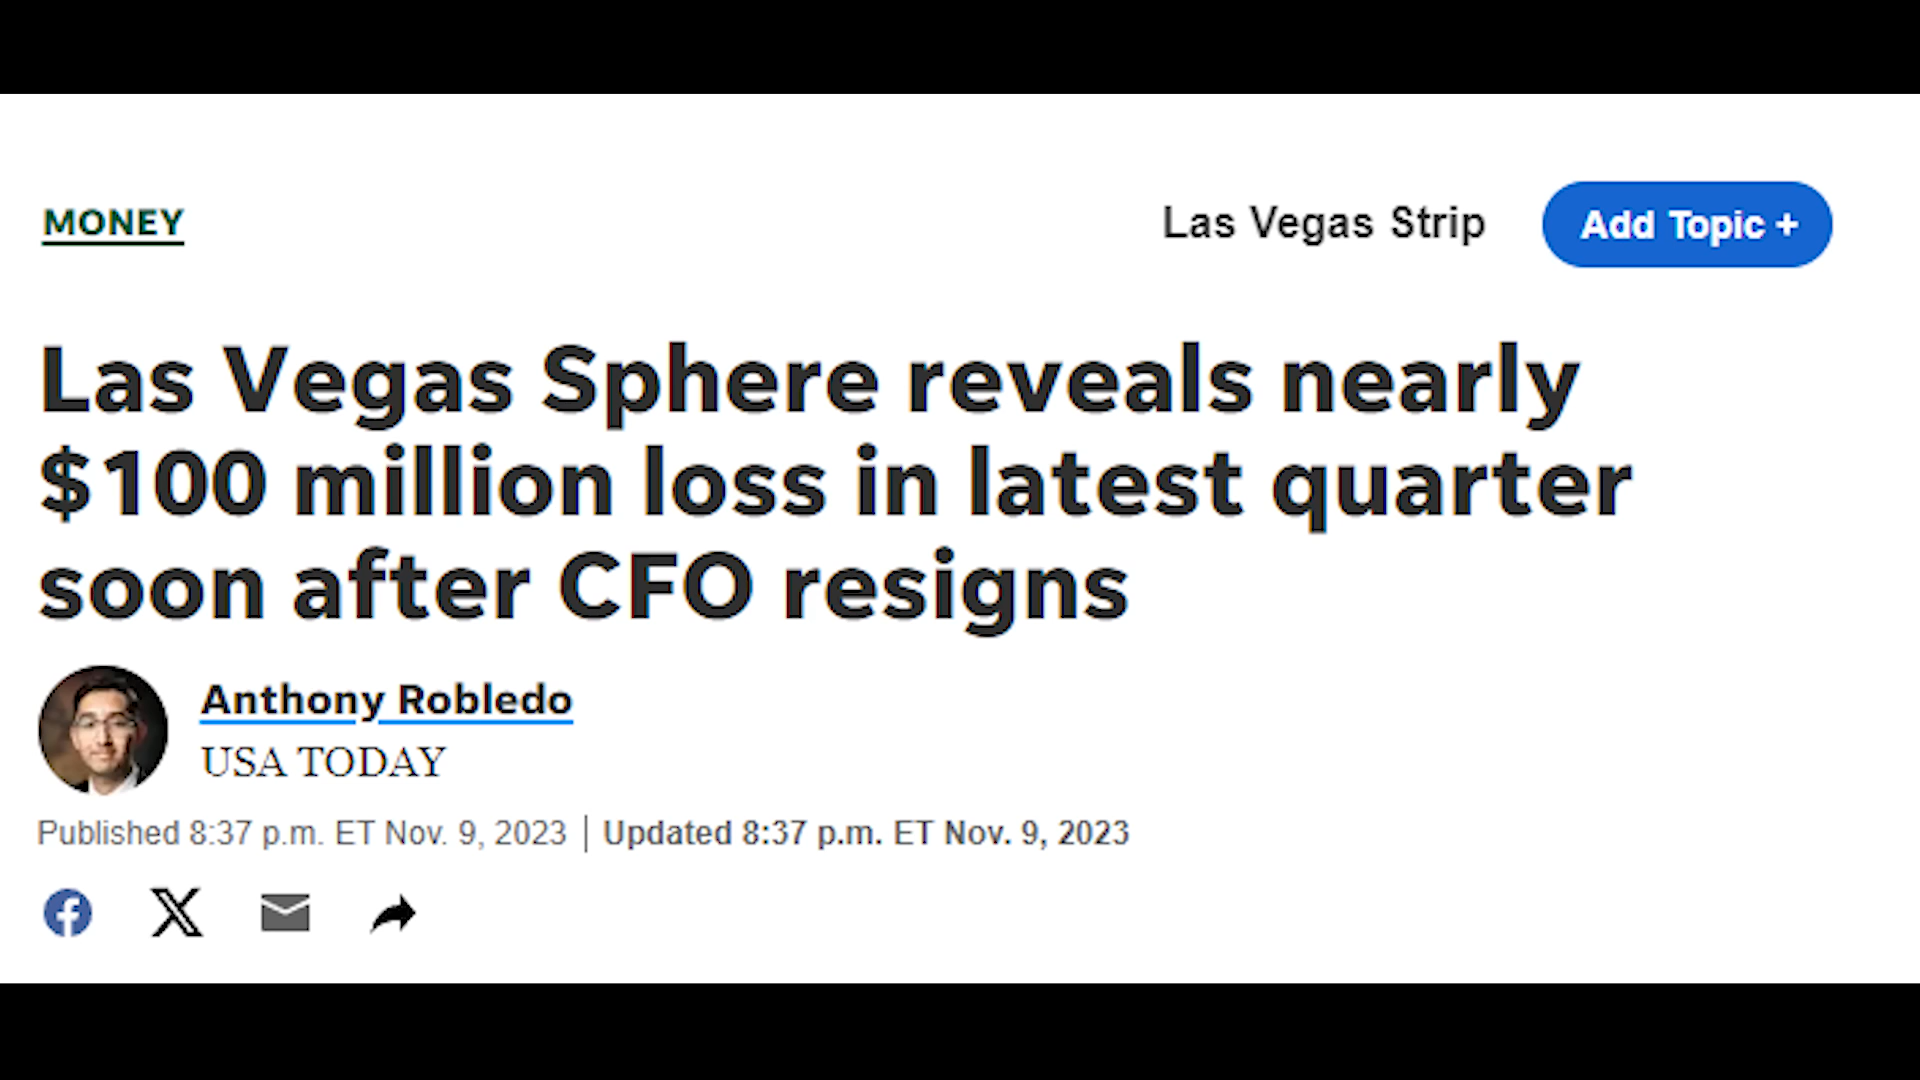 MONEY
Las Vegas Strip
Add Topic +
Las Vegas Sphere reveals nearly
$100 million loss in latest quarter
soon after CFO resigns
Anthony Robledo
USA TODAY
Published 8:37 p.m. ET Nov. 9, 2023 | Updated 8:37 p.m. ET Nov. 9, 2023